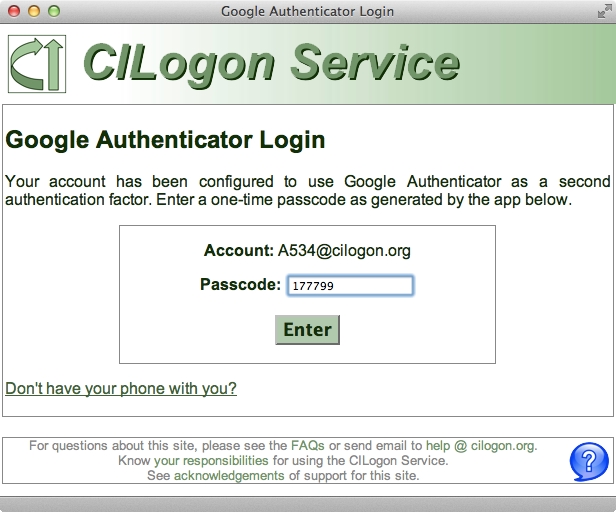 Google Authenticator Login
CILogon Service
Google Authenticator Login
Your account has been configured to use Google Authenticator as a second
authentication factor. Enter a one-time passcode as generated by the app below.
Account: A534@cilogon.org
Passcode: 177799
Enter
Don't have your phone with you?
For questions about this site, please see the FAQs or send email to help @ cilogon.org.
Know your responsibilities for using the CILogon Service.
See acknowledgements of support for this site.
?